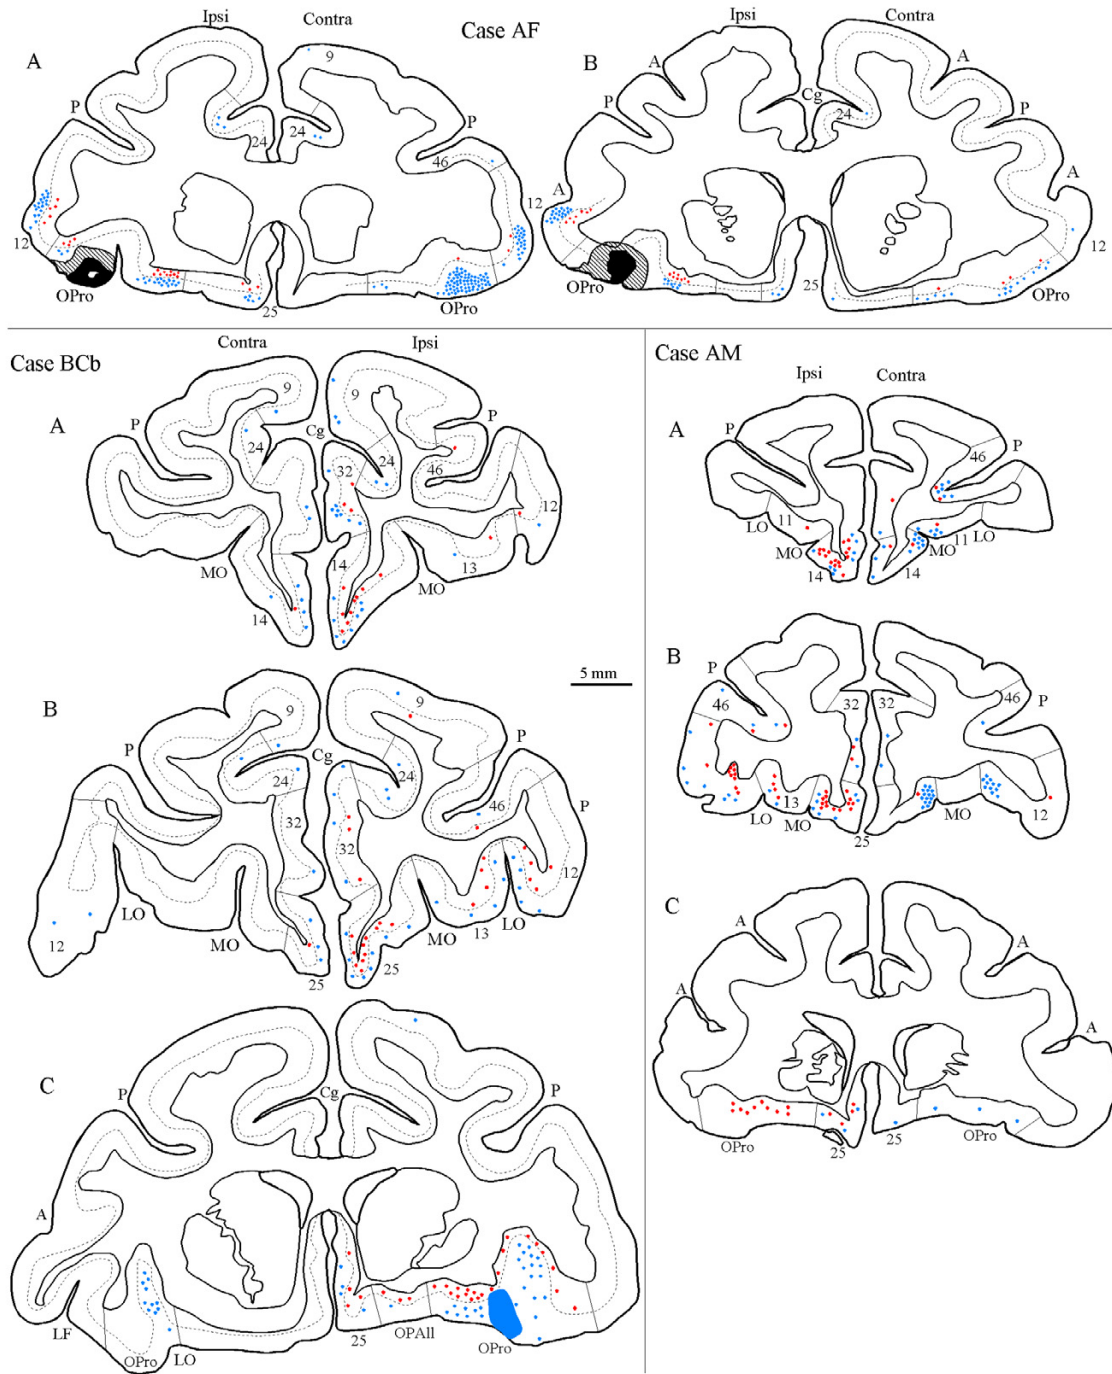 Ipsi Contra Case AF Ipsi Contra
A 9 B A A
P P Cg P
24 24 46 24 A
12 12 A 12
OPro 25 OPro OPro 25 OPro
Case BCb Contra Ipsi
A 9 9 P
P Cg
24 32 24 46
12
MO 14 13
14 MO
B 9 9
P Cg P
24 24 46 P
32 32 12
LO MO MO 13 LO
12 25 25
5 mm
C
P Cg P
A
LF OPro LO 25 OPAll OPro
Case AM
Ipsi Contra
A P P
46
LO 11 11 LO
MO MO
14 14
B P P
46 32 32 46
13 12
LO MO MO
25
C A A
A A
OPro 25 25 OPro